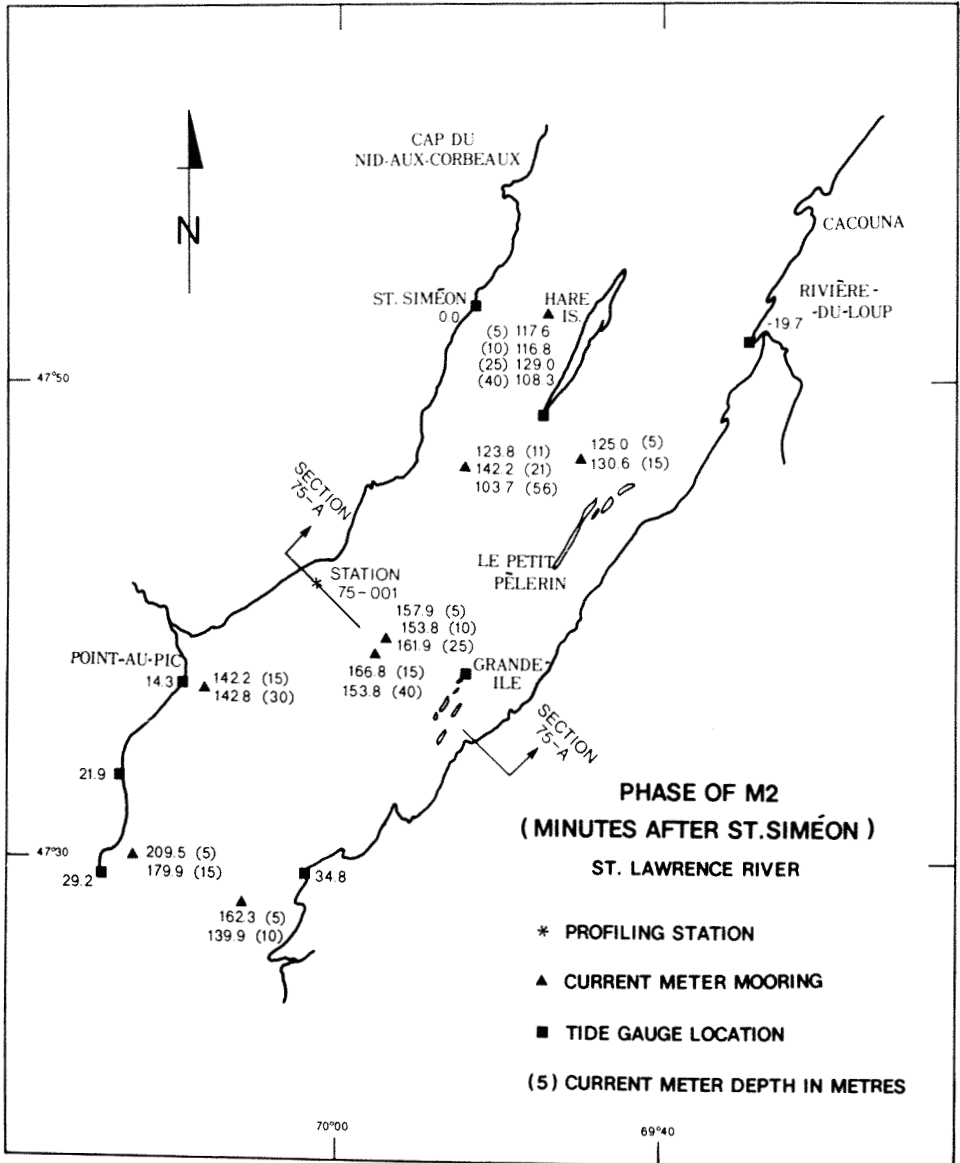 CAP DU
NID-AUX-CORBEAUX
N
CACOUNA
ST. SIMÉON
0.0
HARE
IS.
RIVIÈRE-
-DU-LOUP
-19.7
(5) 117.6
(10) 116.8
(25) 129.0
(40) 108.3
47°50
123.8 (11)
142.2 (21)
103.7 (56)
125.0 (5)
130.6 (15)
SECTION
75-A
LE PETIT
PÈLERIN
STATION
75-001
157.9 (5)
153.8 (10)
161.9 (25)
166.8 (15)
153.8 (40)
POINT-AU-PIC
14.3
142.2 (15)
142.8 (30)
GRANDE-
ILE
SECTION
75-A
21.9
47°30
209.5 (5)
179.9 (15)
29.2
34.8
162.3 (5)
139.9 (10)
PHASE OF M2
(MINUTES AFTER ST.SIMÉON)
ST. LAWRENCE RIVER
* PROFILING STATION
▲ CURRENT METER MOORING
■ TIDE GAUGE LOCATION
(5) CURRENT METER DEPTH IN METRES
70°00
69°40